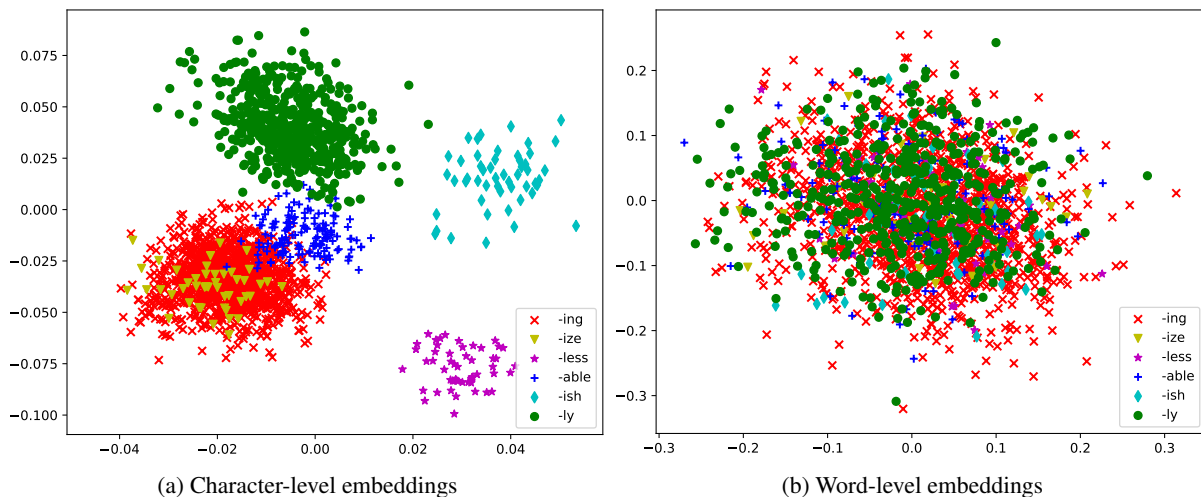 0.075
0.050
0.025
0.000
−0.025
−0.050
−0.075
−0.100
−0.04
−0.02
0.00
0.02
0.04
-ing
-ize
-less
-able
-ish
-ly
(a) Character-level embeddings
0.2
0.1
0.0
−0.1
−0.2
−0.3
−0.3
−0.2
−0.1
0.0
0.1
0.2
0.3
-ing
-ize
-less
-able
-ish
-ly
(b) Word-level embeddings